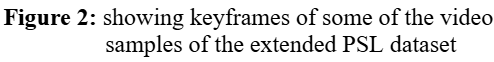 Figure 2: showing keyframes of some of the video
samples of the extended PSL dataset